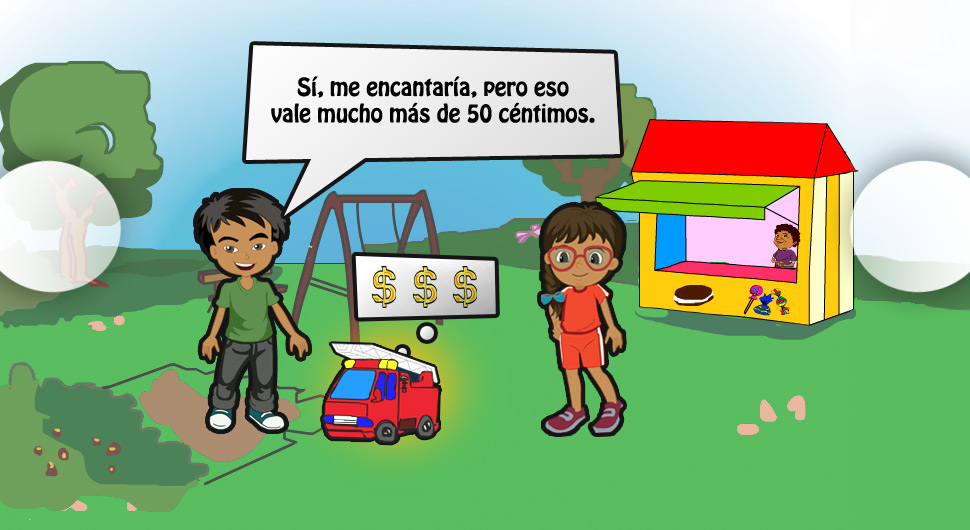 Sí, me encantaría, pero eso
vale mucho más de 50 céntimos.
$ $ $